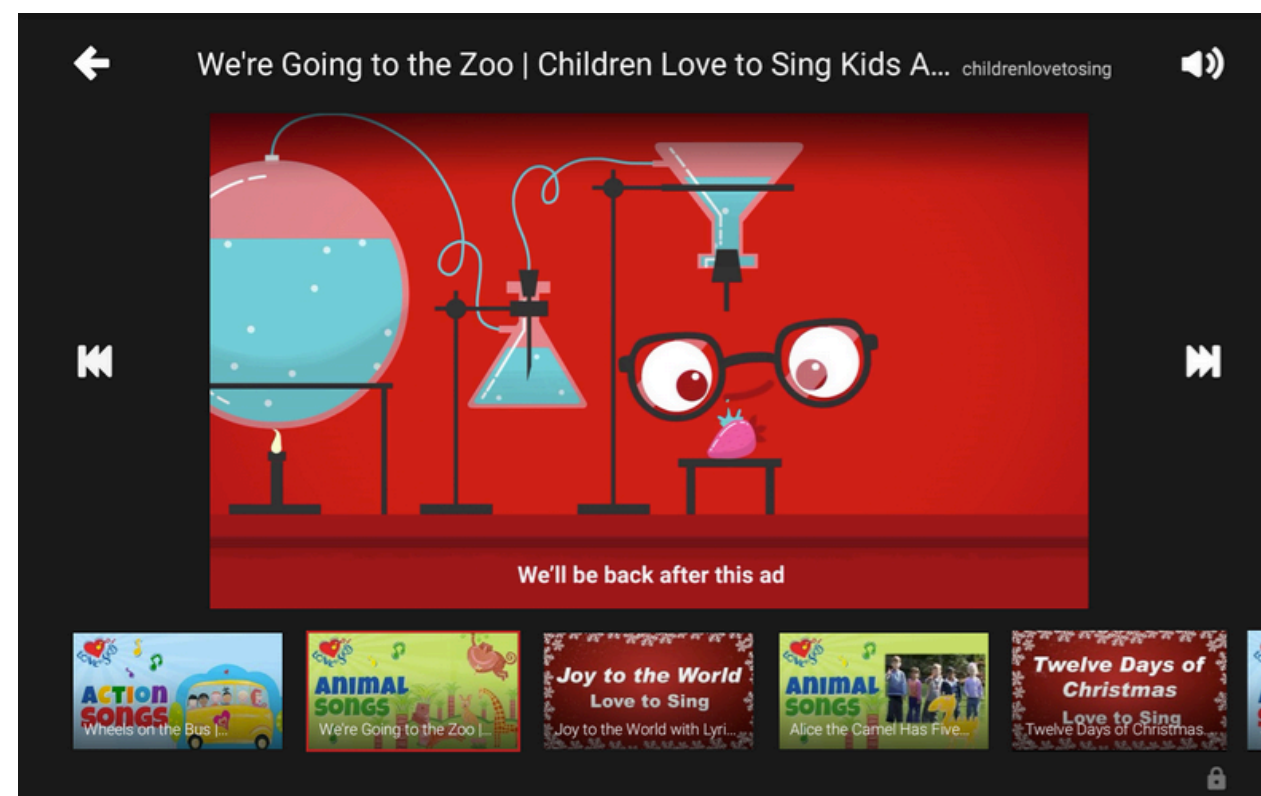 We're Going to the Zoo | Children Love to Sing Kids A... childrenlovetosing
We'll be back after this ad
ACTION
SONGS
Wheels on the Bus |...
ANIMAL
SONGS
We're Going to the Zoo |...
Joy to the World
Love to Sing
Joy to the World with Lyri...
ANIMAL
SONGS
Alice the Camel Has Five...
Twelve Days of
Christmas
Love to Sing
Twelve Days of Christmas...